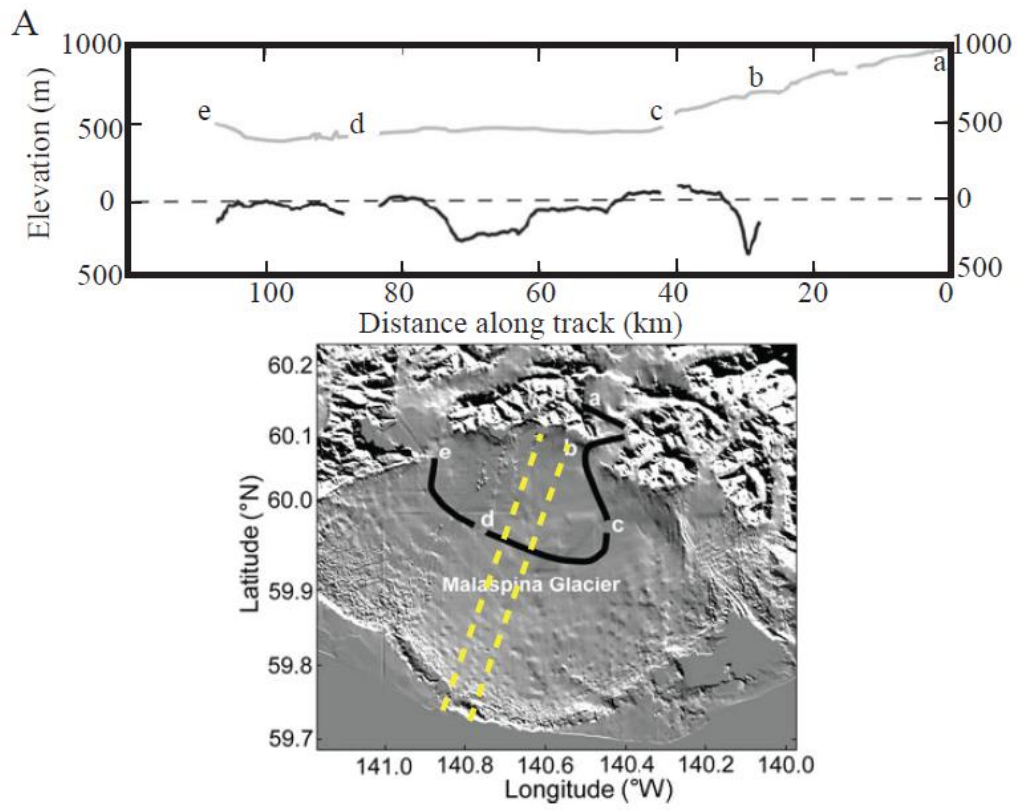 A
1000 1000
e d c b a
500 500
0 0
500 500
Elevation (m)
100 80 60 40 20 0
Distance along track (km)
60.2
60.1
60.0
59.9
59.8
59.7
Latitude (°N)
a
b
e
d c
Malaspina Glacier
141.0 140.8 140.6 140.4 140.2 140.0
Longitude (°W)